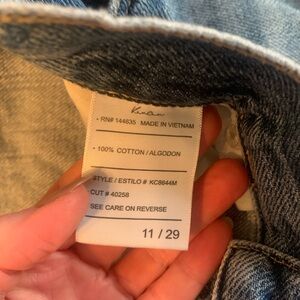 KanCan
• RN# 144635 MADE IN VIETNAM
• 100% COTTON / ALGODON
STYLE / ESTILO # KC8644M
CUT # 40258
SEE CARE ON REVERSE
11 / 29